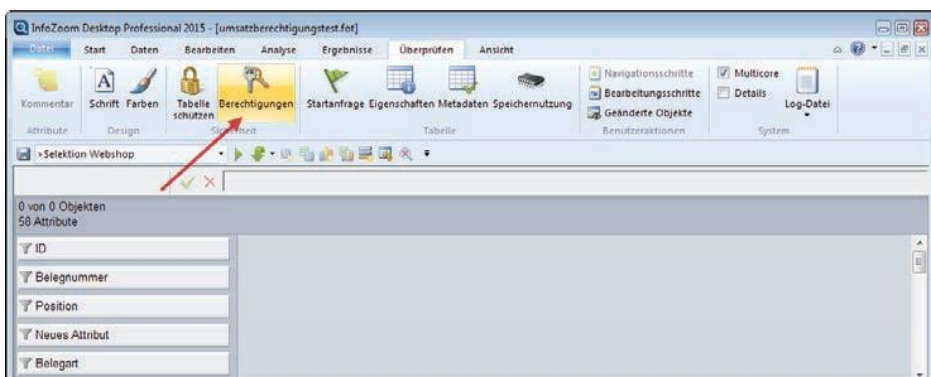 InfoZoom Desktop Professional 2015 - [umsatzberechtigungstest.fot]
Datei Start Daten Bearbeiten Analyse Ergebnisse Überprüfen Ansicht
Kommentar Schrift Farben Tabelle schützen Berechtigungen Startanfrage Eigenschaften Metadaten Speichernutzung
Navigationsschritte
Bearbeitungsschritte
Geänderte Objekte
Multicore
Details
Log-Datei
Attribute Design Sicherheit Tabelle Benutzeraktionen System
>Selektion Webshop
0 von 0 Objekten
58 Attribute
ID
Belegnummer
Position
Neues Attribut
Belegart